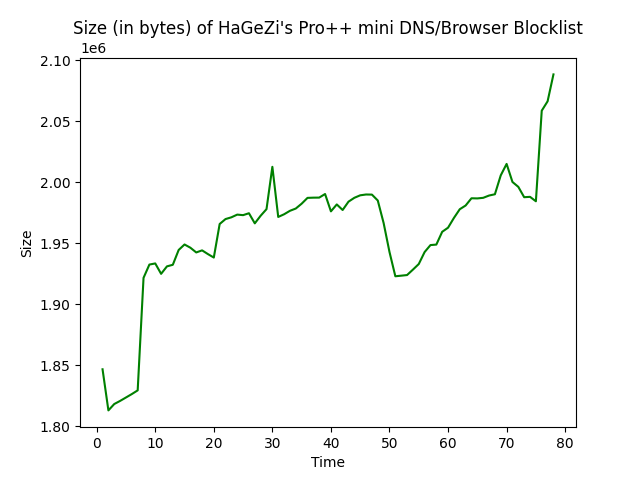 Size (in bytes) of HaGeZi's Pro++ mini DNS/Browser Blocklist
1e6
2.10
2.05
2.00
1.95
1.90
1.85
1.80
Size
0 10 20 30 40 50 60 70 80
Time